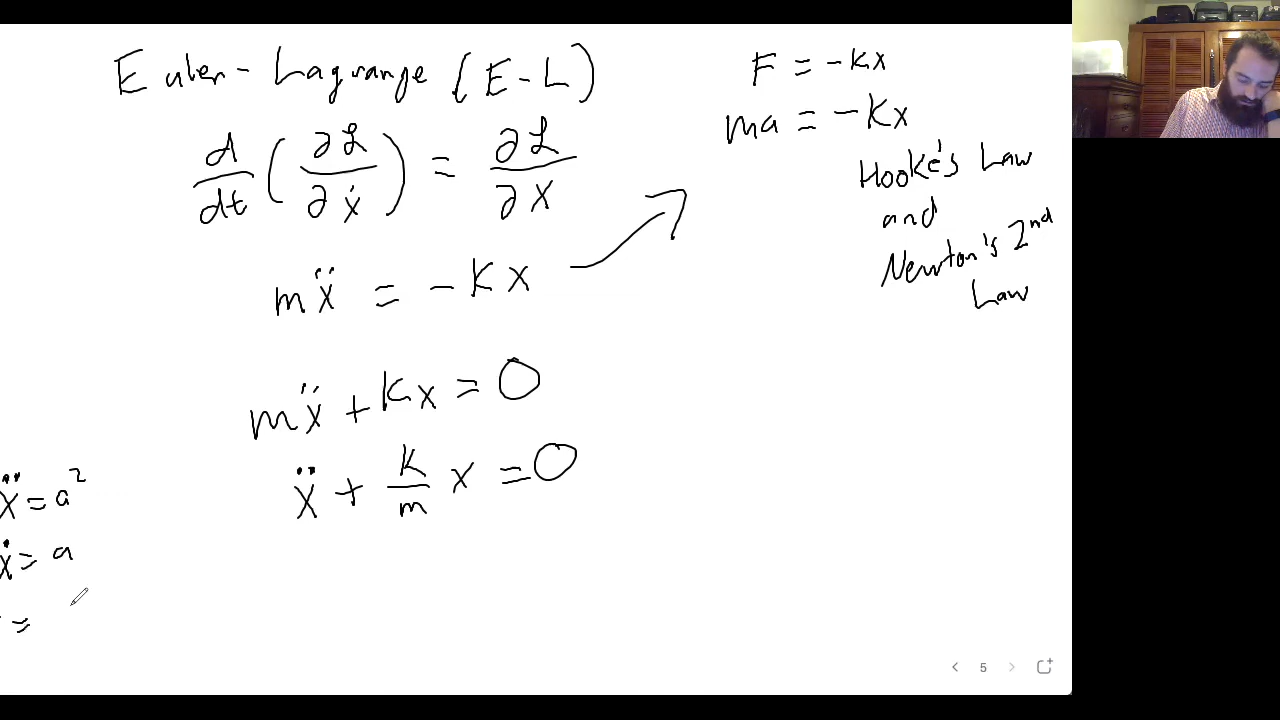 Euler-Lagrange (E-L)
d/dt (∂ℒ/∂ẋ) = ∂ℒ/∂x
mẍ = -kx
mẍ + kx = 0
ẍ + k/m x = 0
F = -kx
ma = -kx
Hooke's Law
and
Newton's 2nd
Law
ẍ = a²
ẋ = a
=
5